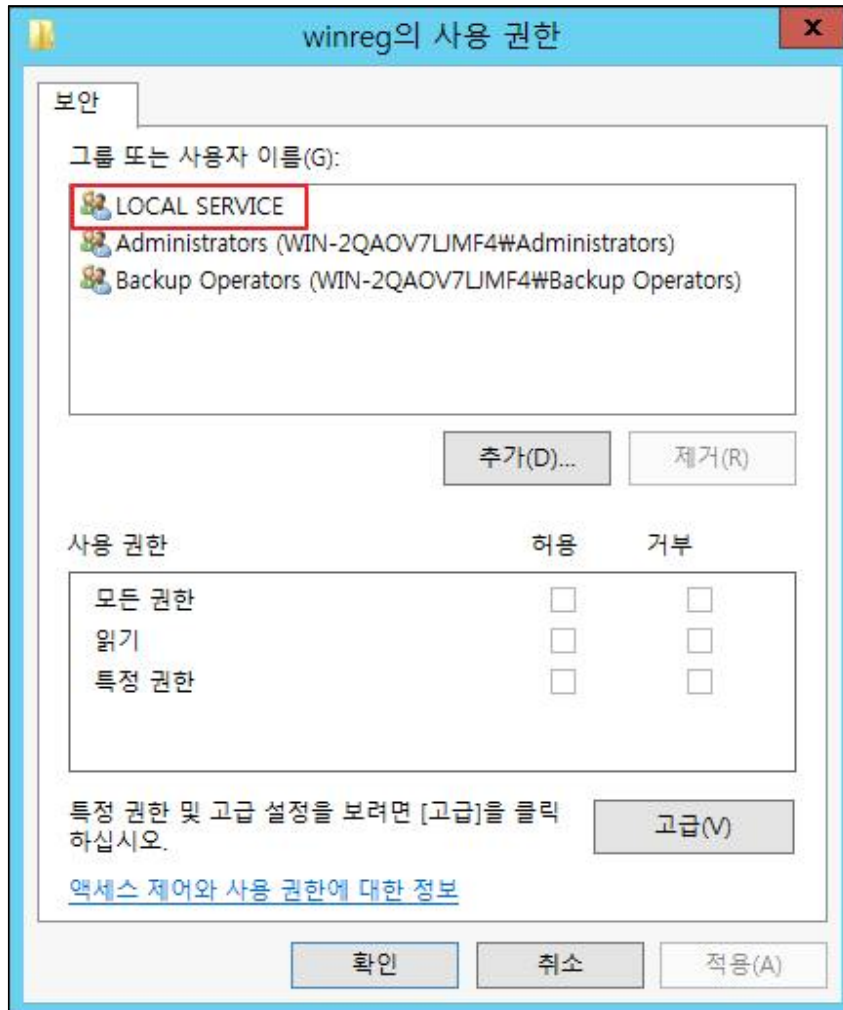 winreg의 사용 권한
x
보안
그룹 또는 사용자 이름(G):
LOCAL SERVICE
Administrators (WIN-2QAOV7LJMF4₩Administrators)
Backup Operators (WIN-2QAOV7LJMF4₩Backup Operators)
추가(D)... 제거(R)
사용 권한 허용 거부
모든 권한
읽기
특정 권한
특정 권한 및 고급 설정을 보려면 [고급]을 클릭
하십시오.
고급(V)
액세스 제어와 사용 권한에 대한 정보
확인 취소 적용(A)